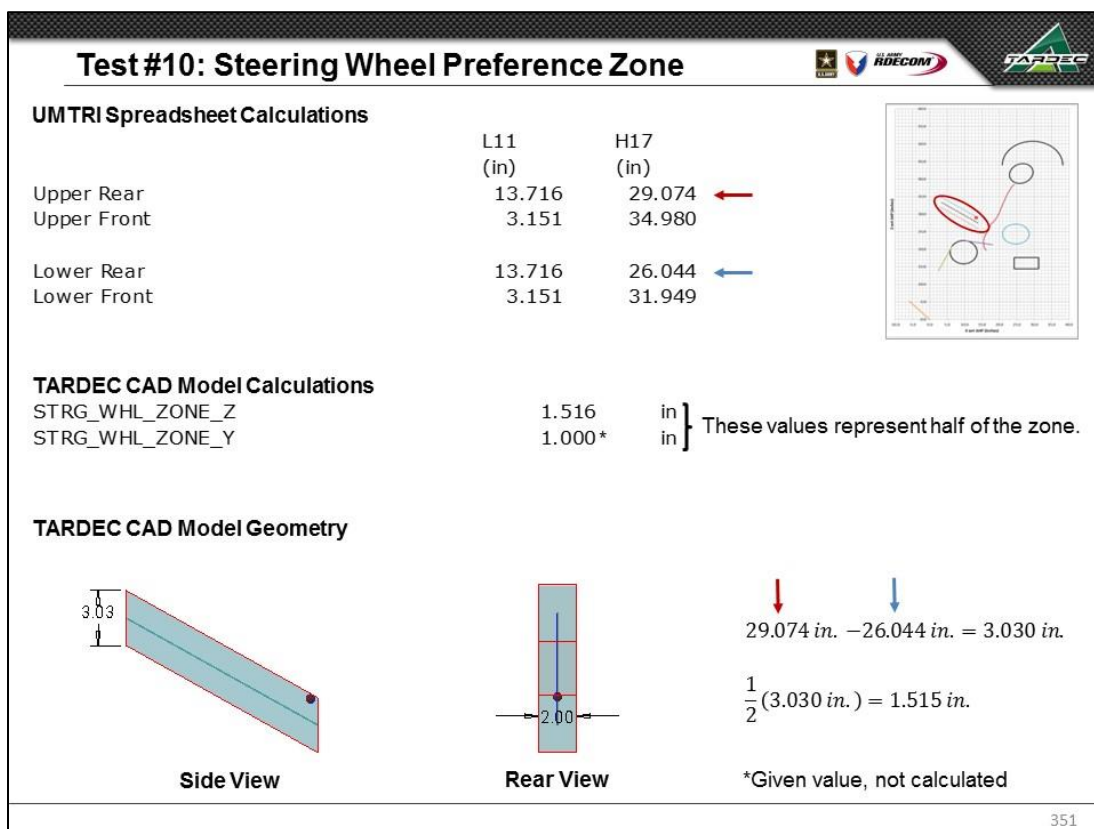 Test #10: Steering Wheel Preference Zone
U.S. ARMY
RDECOM
TARDEC
UMTRI Spreadsheet Calculations
L11 H17
(in) (in)
Upper Rear 13.716 29.074
Upper Front 3.151 34.980
Lower Rear 13.716 26.044
Lower Front 3.151 31.949
TARDEC CAD Model Calculations
STRG_WHL_ZONE_Z 1.516 in
STRG_WHL_ZONE_Y 1.000* in
These values represent half of the zone.
TARDEC CAD Model Geometry
3.03
2.00
29.074 in. −26.044 in. = 3.030 in.
1/2 (3.030 in.) = 1.515 in.
Side View
Rear View
*Given value, not calculated
351